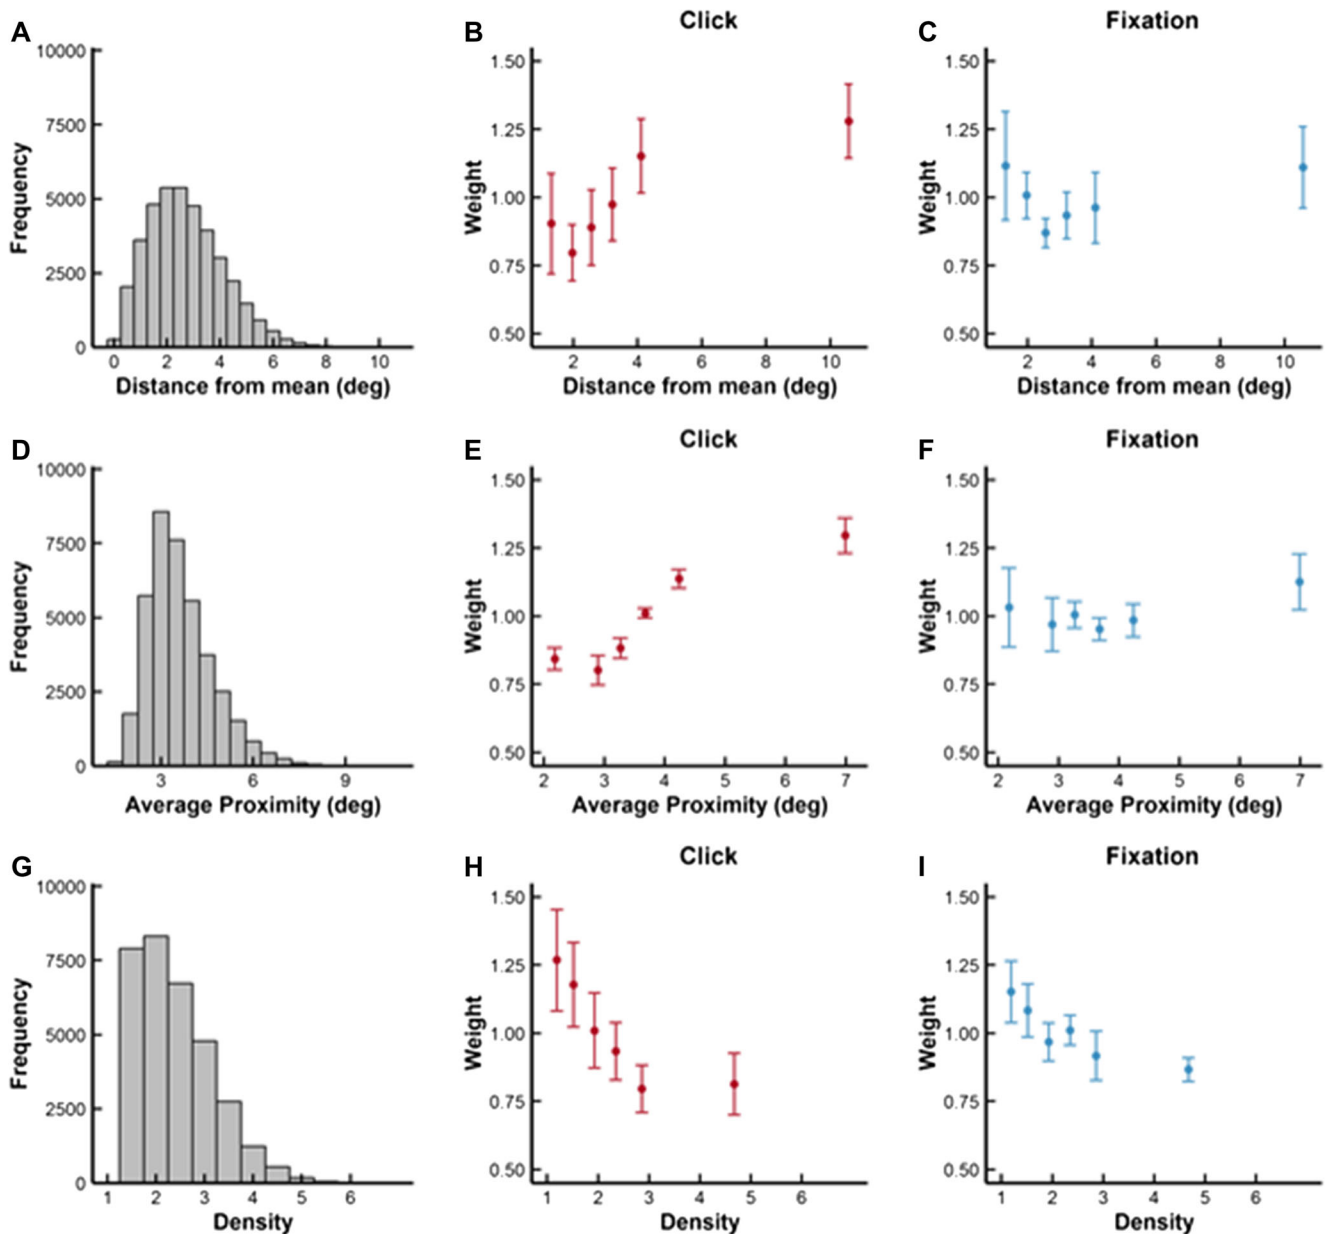 A
10000
7500
5000
2500
0
Frequency
0 2 4 6 8 10
Distance from mean (deg)
B
Click
1.50
1.25
1.00
0.75
0.50
Weight
2 4 6 8 10
Distance from mean (deg)
C
Fixation
1.50
1.25
1.00
0.75
0.50
Weight
2 4 6 8 10
Distance from mean (deg)
D
10000
7500
5000
2500
0
Frequency
3 6 9
Average Proximity (deg)
E
Click
1.50
1.25
1.00
0.75
0.50
Weight
2 3 4 5 6 7
Average Proximity (deg)
F
Fixation
1.50
1.25
1.00
0.75
0.50
Weight
2 3 4 5 6 7
Average Proximity (deg)
G
10000
7500
5000
2500
0
Frequency
1 2 3 4 5 6
Density
H
Click
1.50
1.25
1.00
0.75
0.50
Weight
1 2 3 4 5 6
Density
I
Fixation
1.50
1.25
1.00
0.75
0.50
Weight
1 2 3 4 5 6
Density